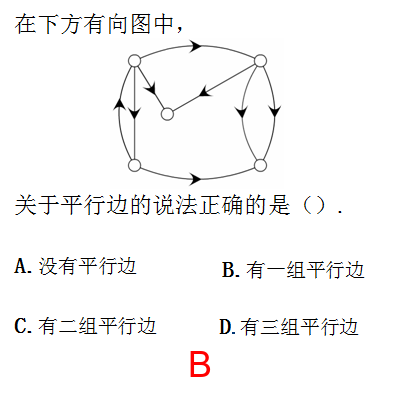 在下方有向图中，
关于平行边的说法正确的是（）.
A. 没有平行边
B. 有一组平行边
C. 有二组平行边
D. 有三组平行边
B